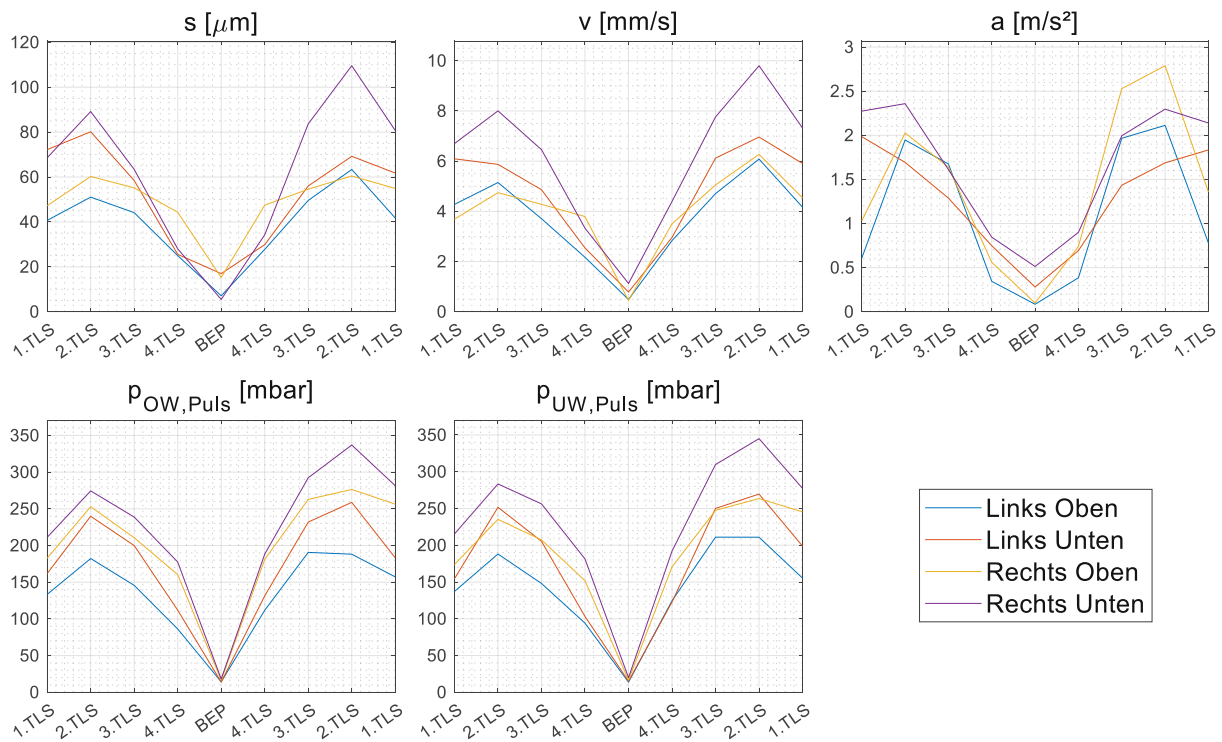 s [μm]
v [mm/s]
a [m/s²]
120
100
80
60
40
20
0
10
8
6
4
2
0
3
2.5
2
1.5
1
0.5
0
1.TLS 2.TLS 3.TLS 4.TLS BEP 4.TLS 3.TLS 2.TLS 1.TLS
1.TLS 2.TLS 3.TLS 4.TLS BEP 4.TLS 3.TLS 2.TLS 1.TLS
1.TLS 2.TLS 3.TLS 4.TLS BEP 4.TLS 3.TLS 2.TLS 1.TLS
pOW,Puls [mbar]
pUW,Puls [mbar]
350
300
250
200
150
100
50
0
350
300
250
200
150
100
50
0
1.TLS 2.TLS 3.TLS 4.TLS BEP 4.TLS 3.TLS 2.TLS 1.TLS
1.TLS 2.TLS 3.TLS 4.TLS BEP 4.TLS 3.TLS 2.TLS 1.TLS
Links Oben
Links Unten
Rechts Oben
Rechts Unten